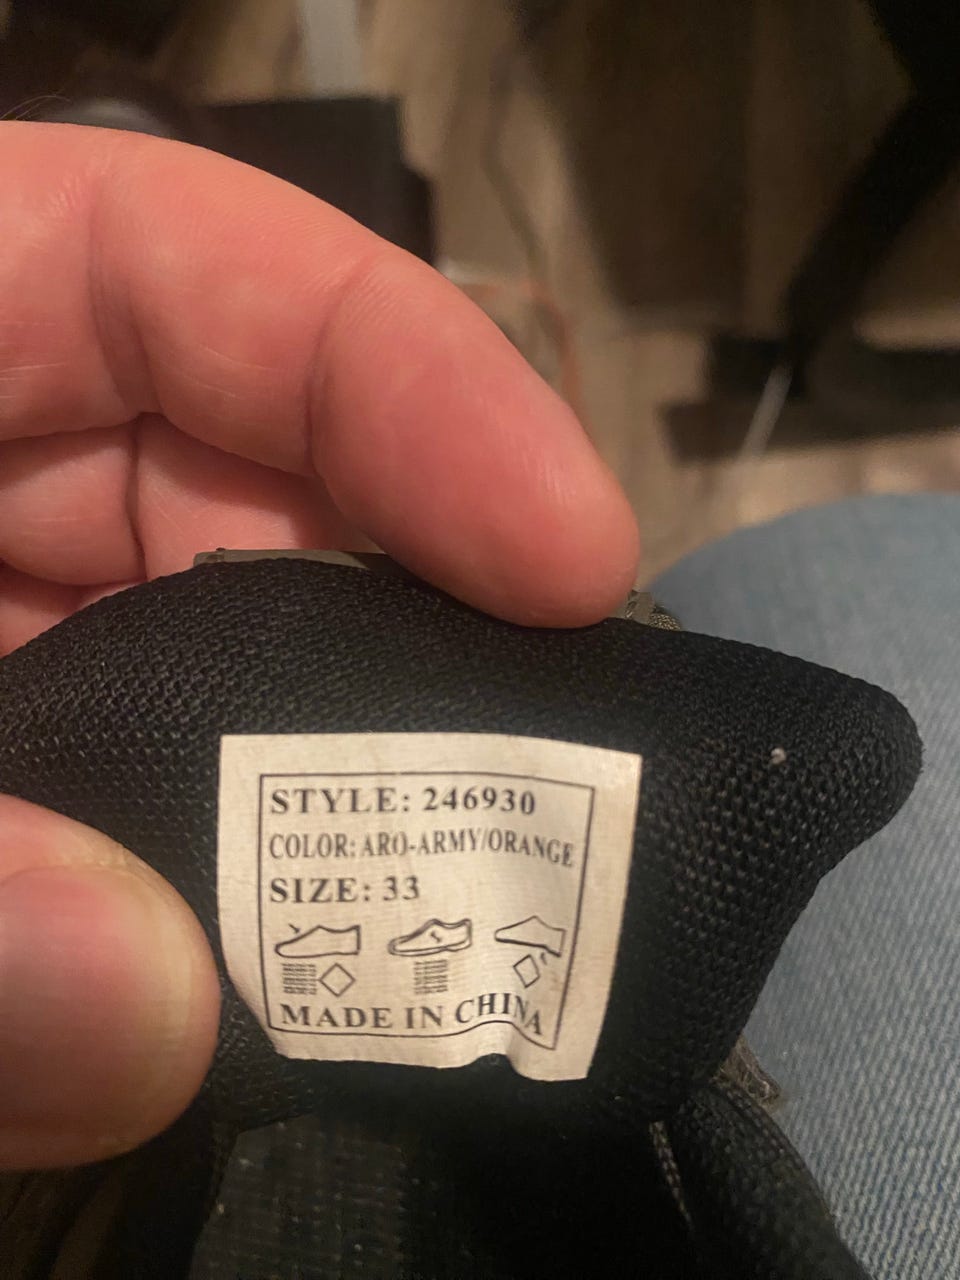 STYLE: 246930
COLOR: ARO-ARMY/ORANGE
SIZE: 33
MADE IN CHINA